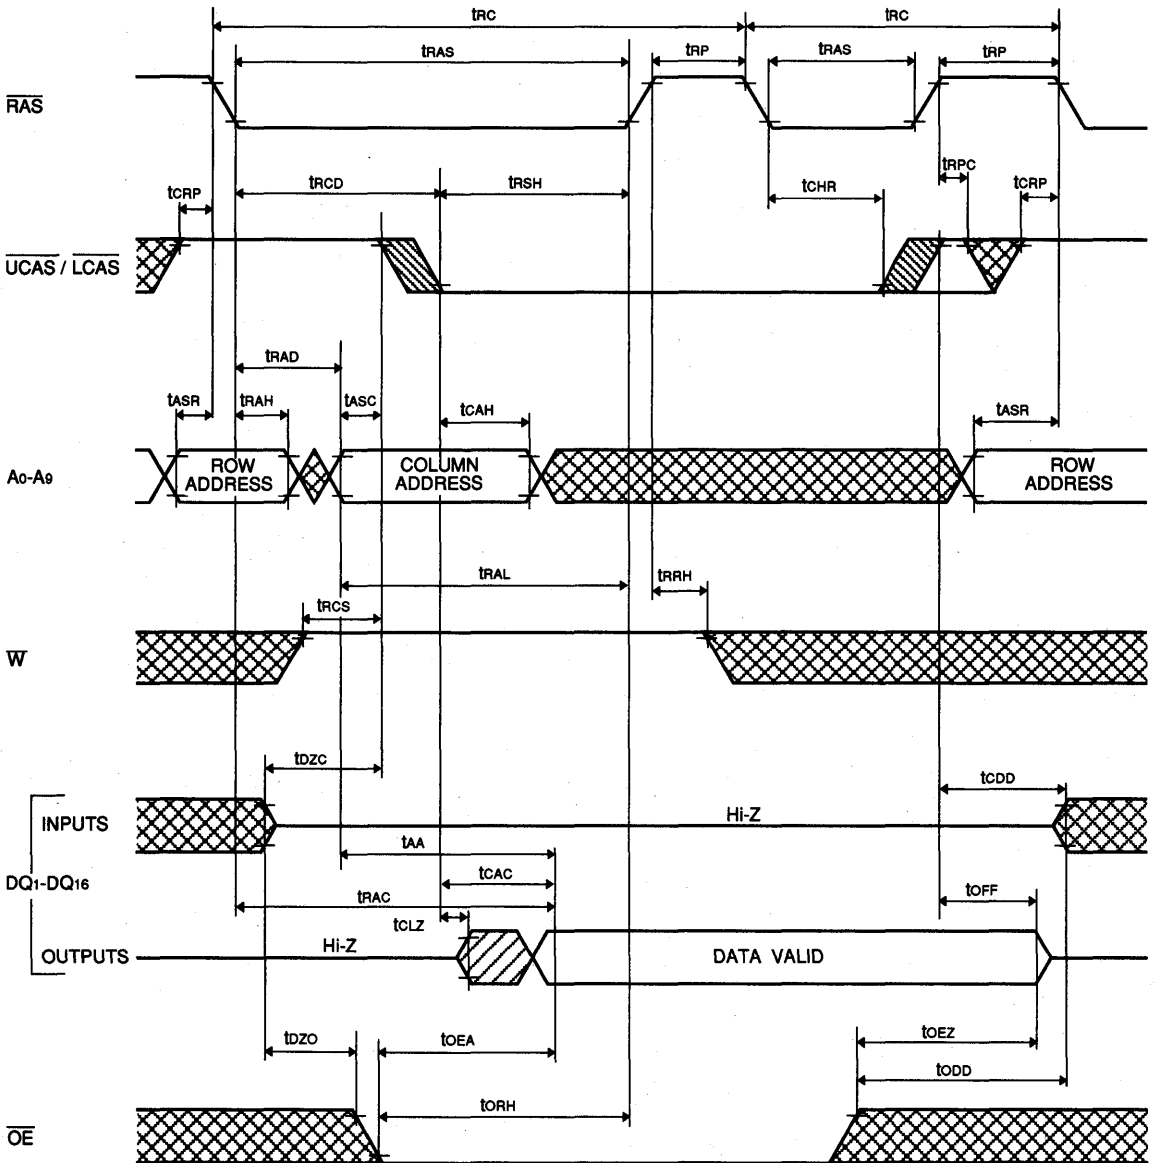 tRC tRC
tRAS tRP tRAS tRP
RAS
tCRP tRCD tRSH tCHR tRPC tCRP
UCAS / LCAS
tRAD
tASR tRAH tASC tCAH tASR
A0-A9 ROW ADDRESS COLUMN ADDRESS ROW ADDRESS
tRAL tRRH
tRCS
W
tDZC tCDD
INPUTS Hi-Z
tAA
DQ1-DQ16 tCAC
tRAC tOFF
tCLZ
OUTPUTS Hi-Z DATA VALID
tDZO tOEA tOEZ
tODD
tORH
OE